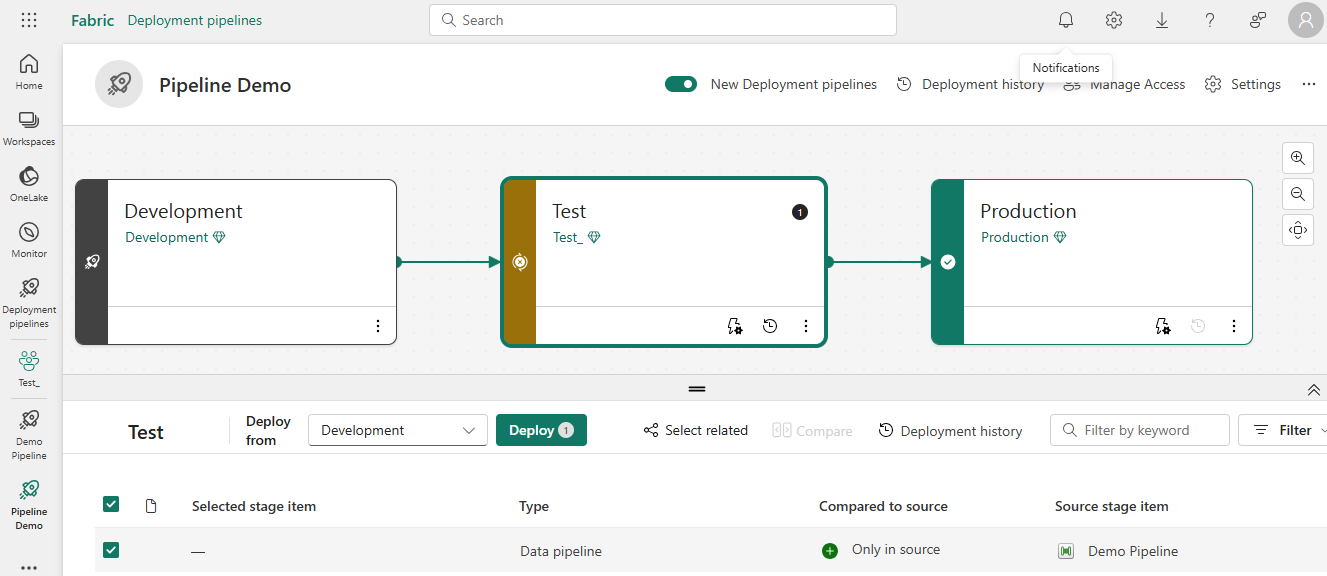 Fabric Deployment pipelines Search
Notifications
Pipeline Demo New Deployment pipelines Deployment history Manage Access Settings
Home
Workspaces
OneLake
Monitor
Deployment
pipelines
Test_
Demo
Pipeline
Pipeline
Demo
Development
Development
Test 1
Test_
Production
Production
Test Deploy
from Development Deploy 1 Select related Compare Deployment history Filter by keyword Filter
Selected stage item Type Compared to source Source stage item
— Data pipeline Only in source Demo Pipeline